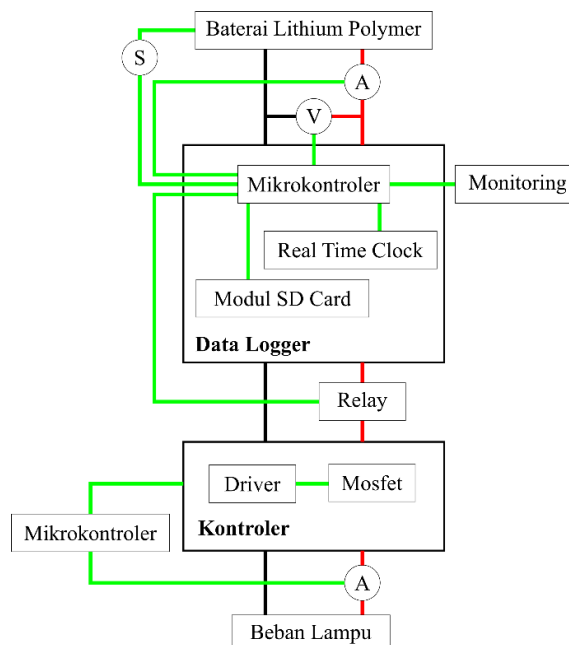 Baterai Lithium Polymer
S
A
V
Mikrokontroler
Monitoring
Real Time Clock
Modul SD Card
Data Logger
Relay
Driver
Mosfet
Mikrokontroler
Kontroler
A
Beban Lampu